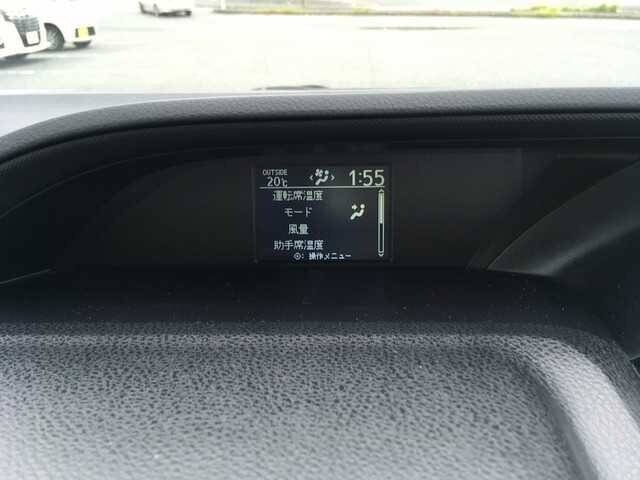 OUTSIDE
20℃ 1:55
運転席温度
モード
風量
助手席温度
◎: 操作メニュー